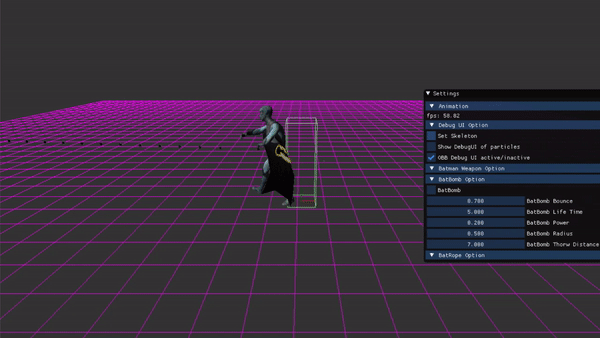 Settings
Animation
fps: 58.82
Debug UI Option
Set Skeleton
Show DebugUI of particles
OBB Debug UI active/inactive
Batman Weapon Option
BatBomb Option
BatBomb
0.700 BatBomb Bounce
5.000 BatBomb Life Time
0.200 BatBomb Power
0.500 BatBomb Radius
7.000 BatBomb Thorw Distance
BatRope Option